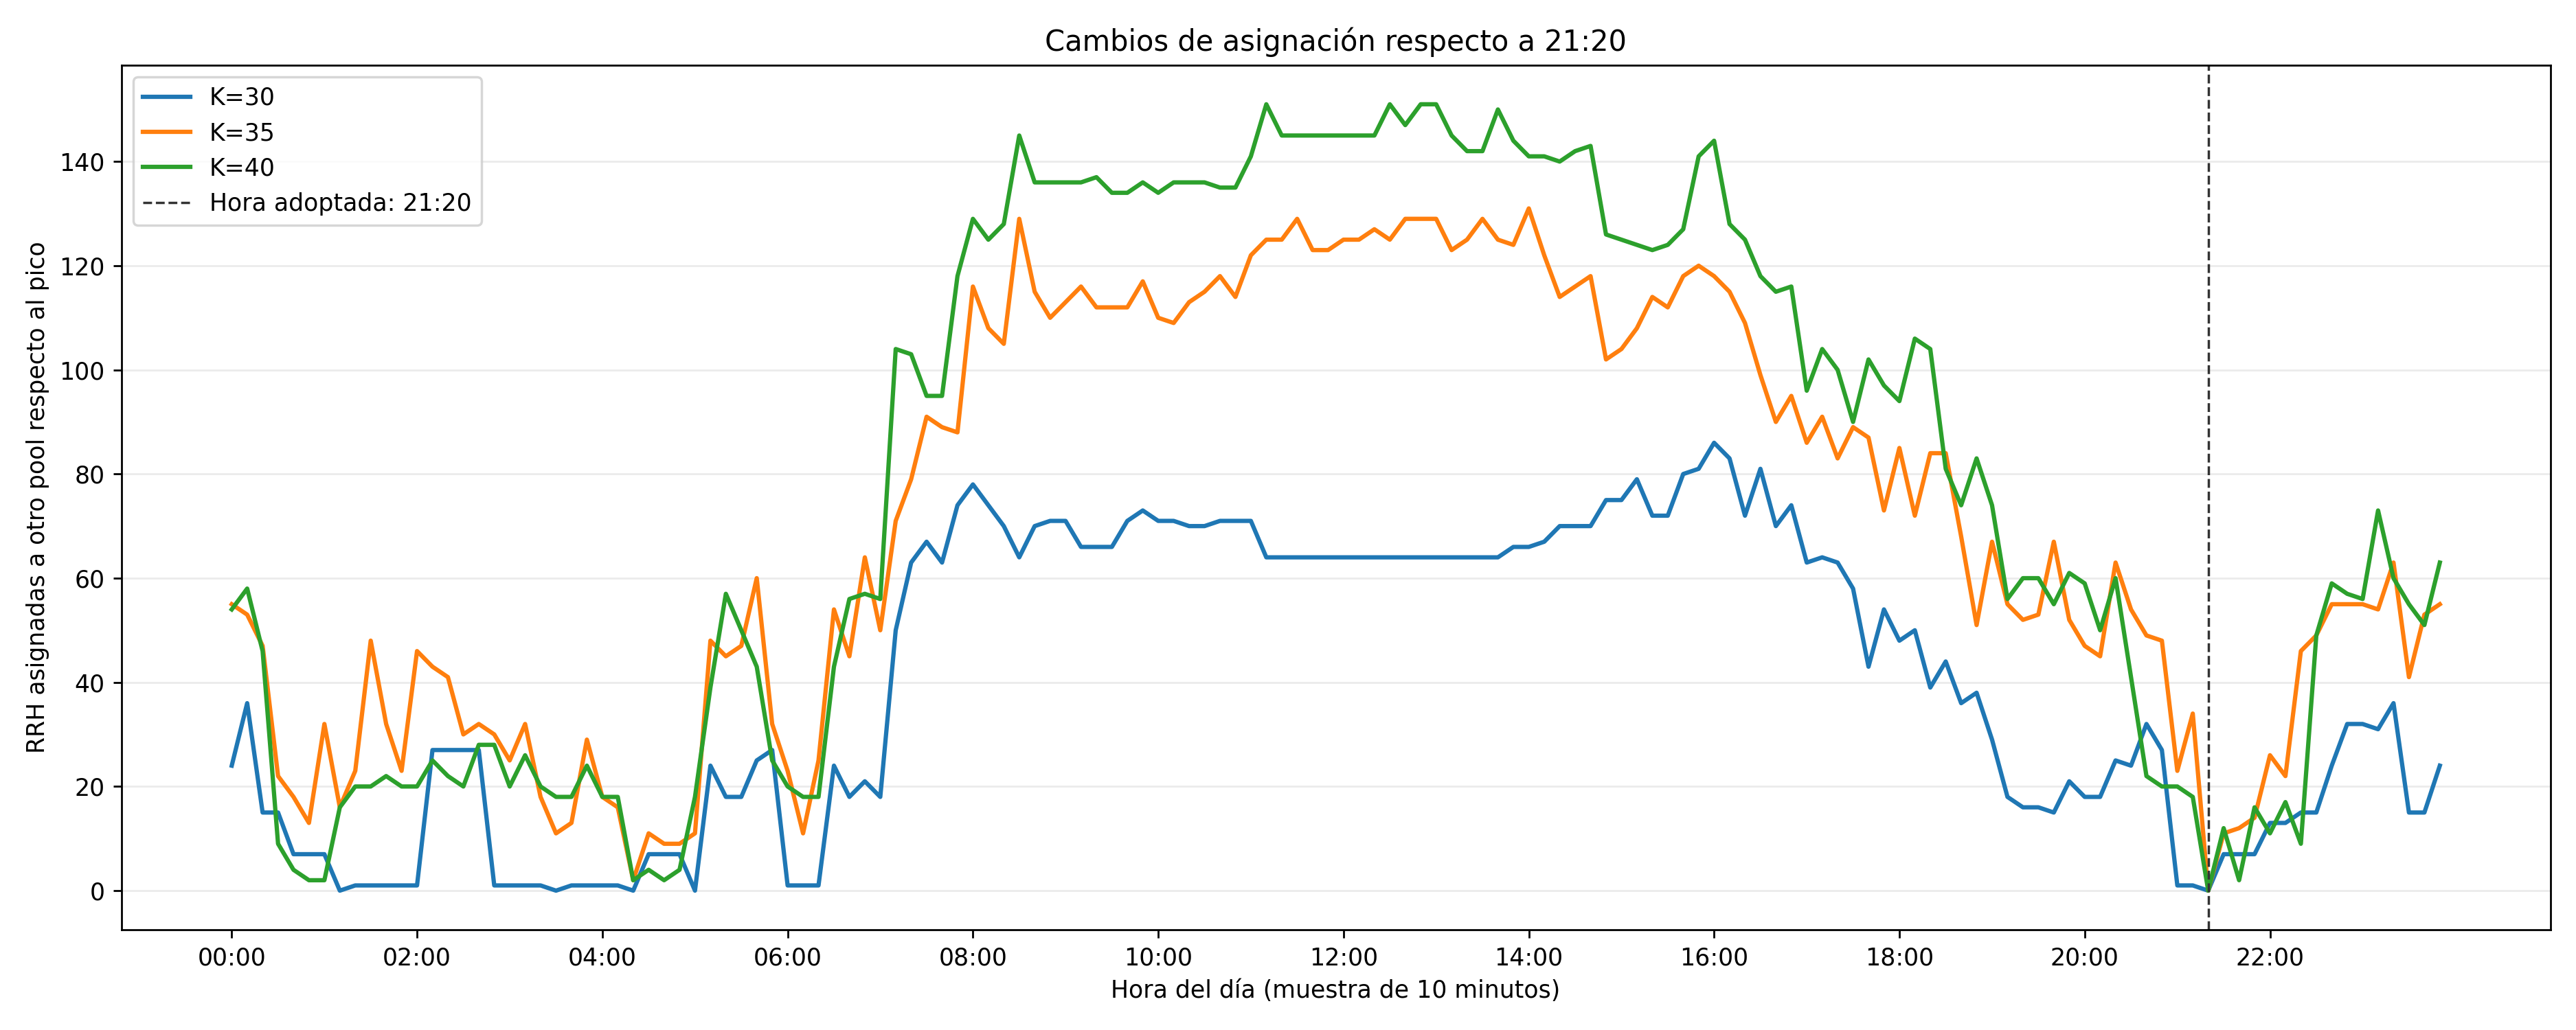 Cambios de asignación respecto a 21:20
K=30
K=35
K=40
Hora adoptada: 21:20
RRH asignadas a otro pool respecto al pico
140
120
100
80
60
40
20
0
00:00 02:00 04:00 06:00 08:00 10:00 12:00 14:00 16:00 18:00 20:00 22:00
Hora del día (muestra de 10 minutos)